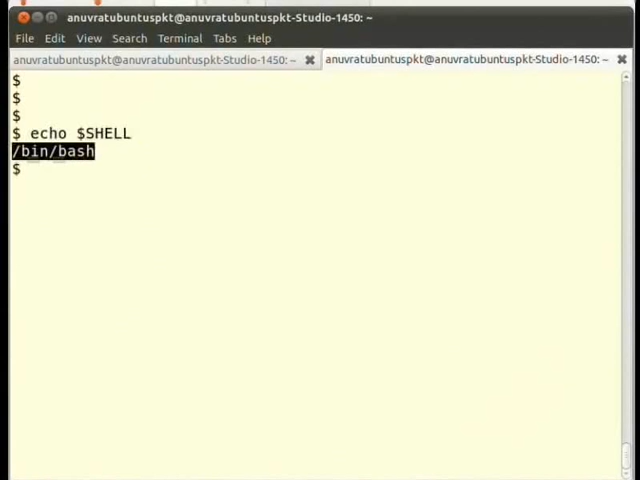 anuvratubuntuspkt@anuvratubuntuspkt-Studio-1450: ~
File Edit View Search Terminal Tabs Help
anuvratubuntuspkt@anuvratubuntuspkt-Studio-1450: ~ anuvratubuntuspkt@anuvratubuntuspkt-Studio-1450: ~
$
$
$
$ echo $SHELL
/bin/bash
$